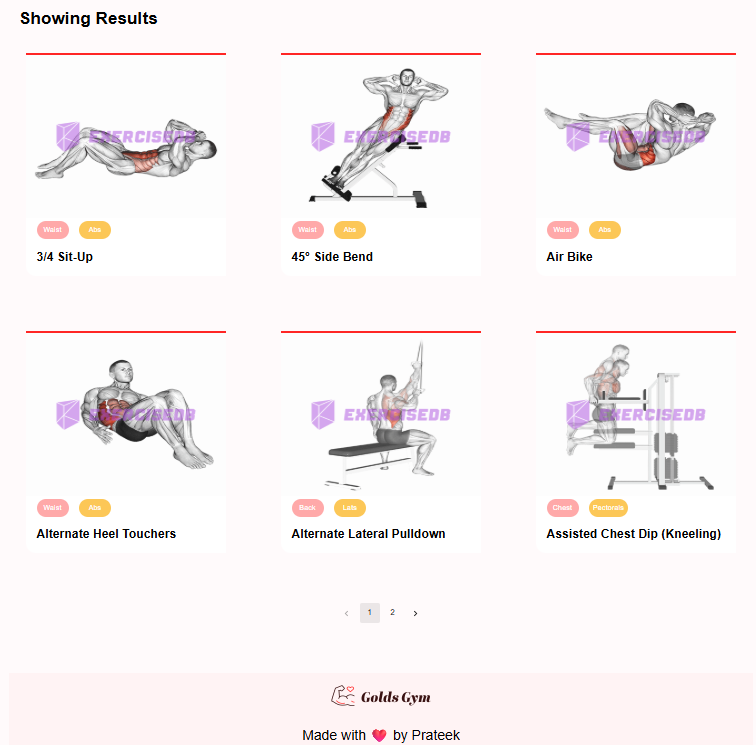 Showing Results
EXERCISEDB
EXERCISEDB
EXERCISEDB
Waist Abs
Waist Abs
Waist Abs
3/4 Sit-Up
45° Side Bend
Air Bike
EXERCISEDB
EXERCISEDB
EXERCISEDB
Waist Abs
Back Lats
Chest Pectorals
Alternate Heel Touchers
Alternate Lateral Pulldown
Assisted Chest Dip (Kneeling)
‹ 1 2 ›
Golds Gym
Made with ❤️ by Prateek